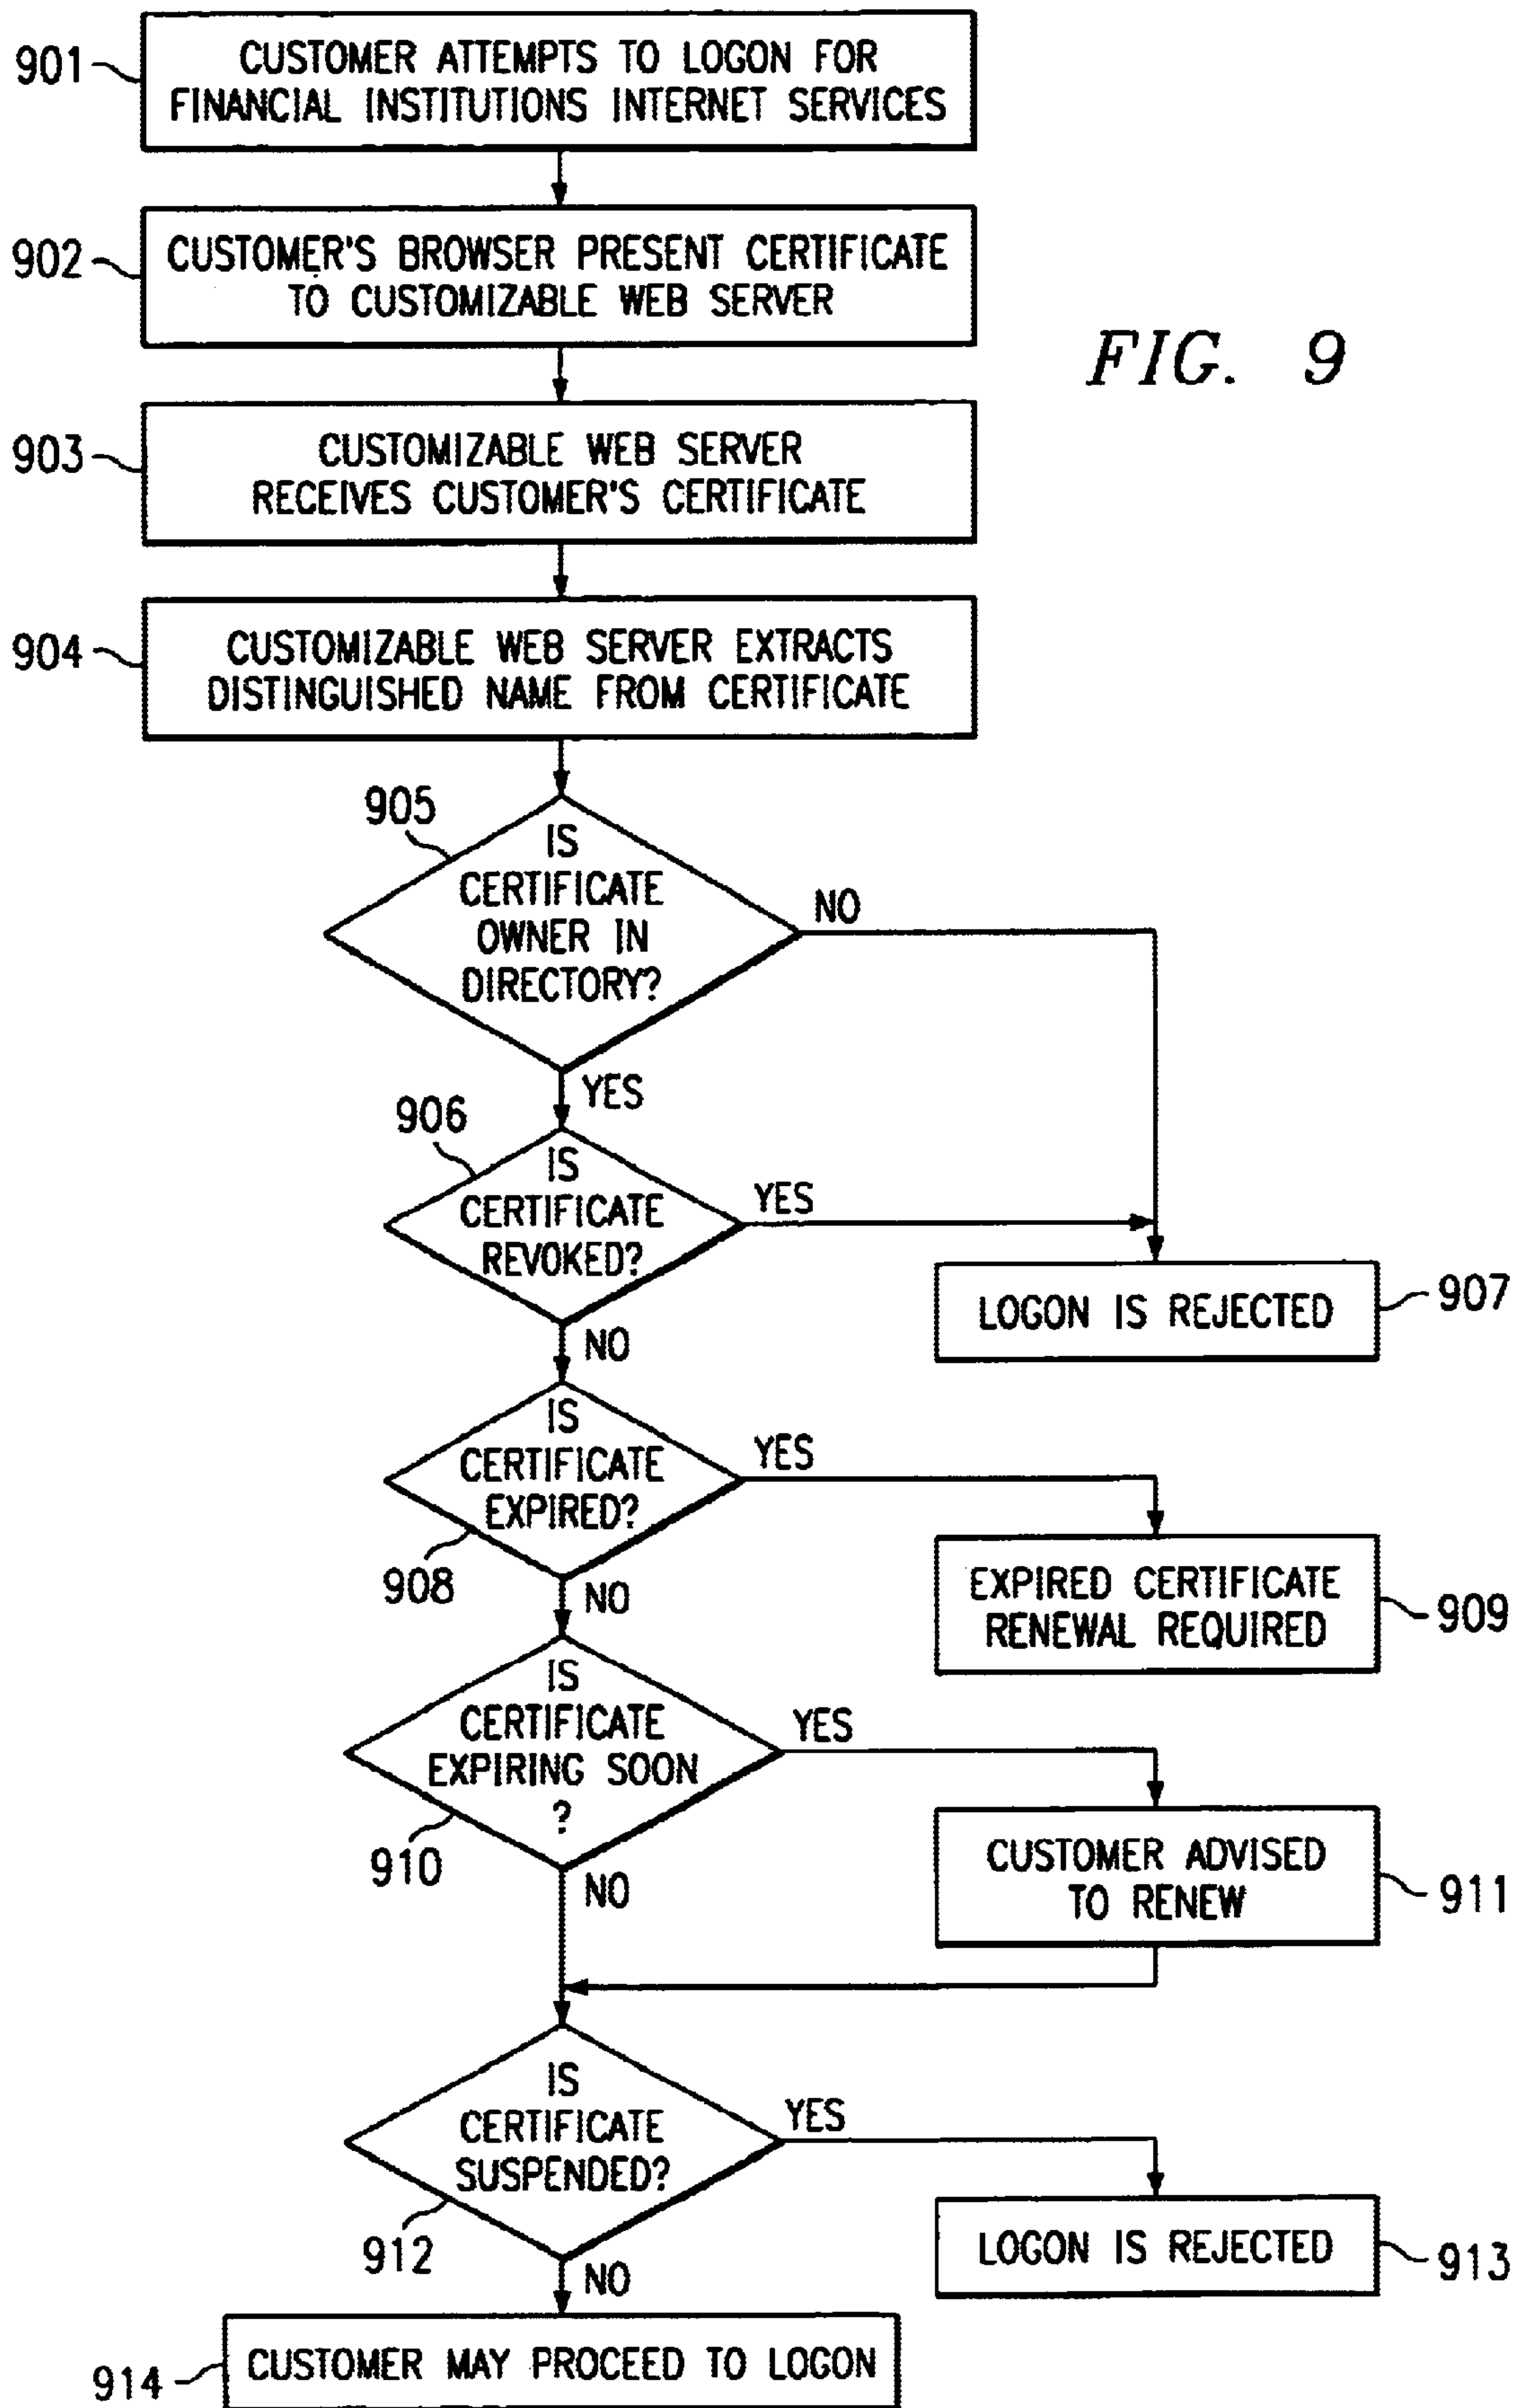 901
CUSTOMER ATTEMPTS TO LOGON FOR
FINANCIAL INSTITUTIONS INTERNET SERVICES
902
CUSTOMER'S BROWSER PRESENT CERTIFICATE
TO CUSTOMIZABLE WEB SERVER
FIG. 9
903
CUSTOMIZABLE WEB SERVER
RECEIVES CUSTOMER'S CERTIFICATE
904
CUSTOMIZABLE WEB SERVER EXTRACTS
DISTINGUISHED NAME FROM CERTIFICATE
905
IS
CERTIFICATE
OWNER IN
DIRECTORY?
NO
YES
906
IS
CERTIFICATE
REVOKED?
YES
LOGON IS REJECTED
907
NO
IS
CERTIFICATE
EXPIRED?
YES
908
EXPIRED CERTIFICATE
RENEWAL REQUIRED
909
NO
IS
CERTIFICATE
EXPIRING SOON
?
YES
910
CUSTOMER ADVISED
TO RENEW
911
NO
IS
CERTIFICATE
SUSPENDED?
YES
912
LOGON IS REJECTED
913
NO
914
CUSTOMER MAY PROCEED TO LOGON